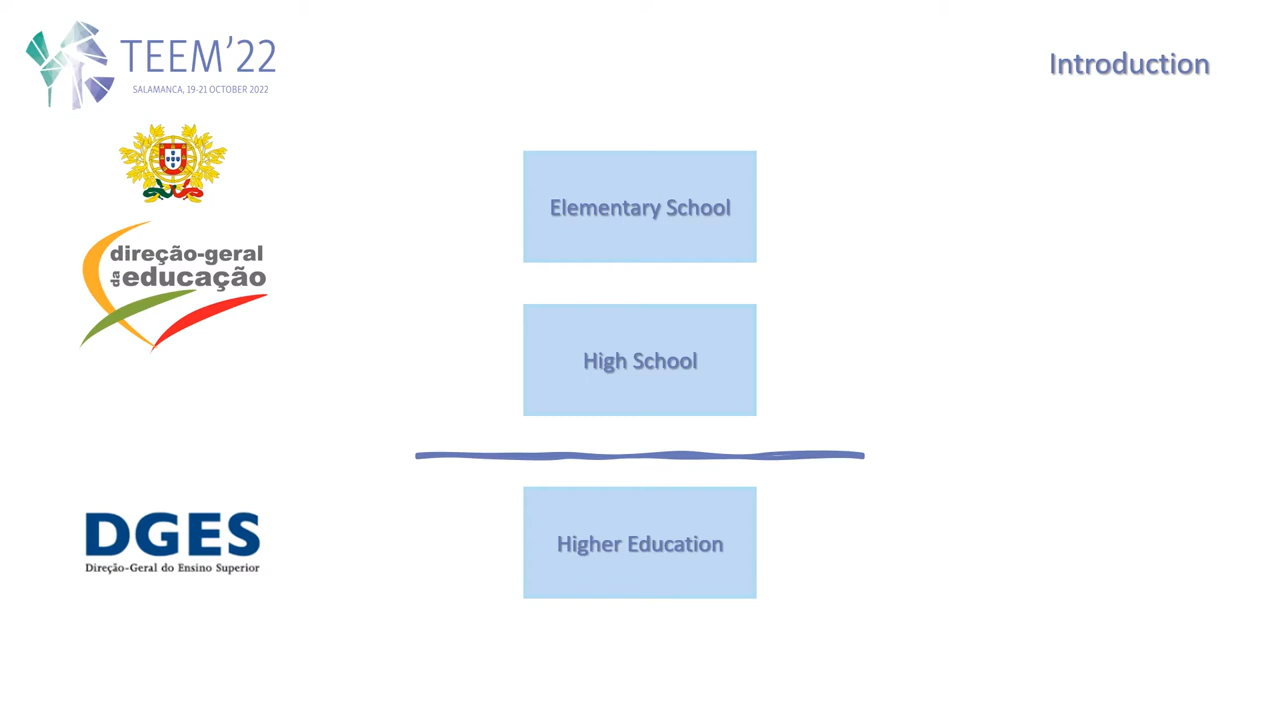 TEEM'22
SALAMANCA, 19-21 OCTOBER 2022
Introduction
direção-geral
da educação
Elementary School
High School
DGES
Direção-Geral do Ensino Superior
Higher Education